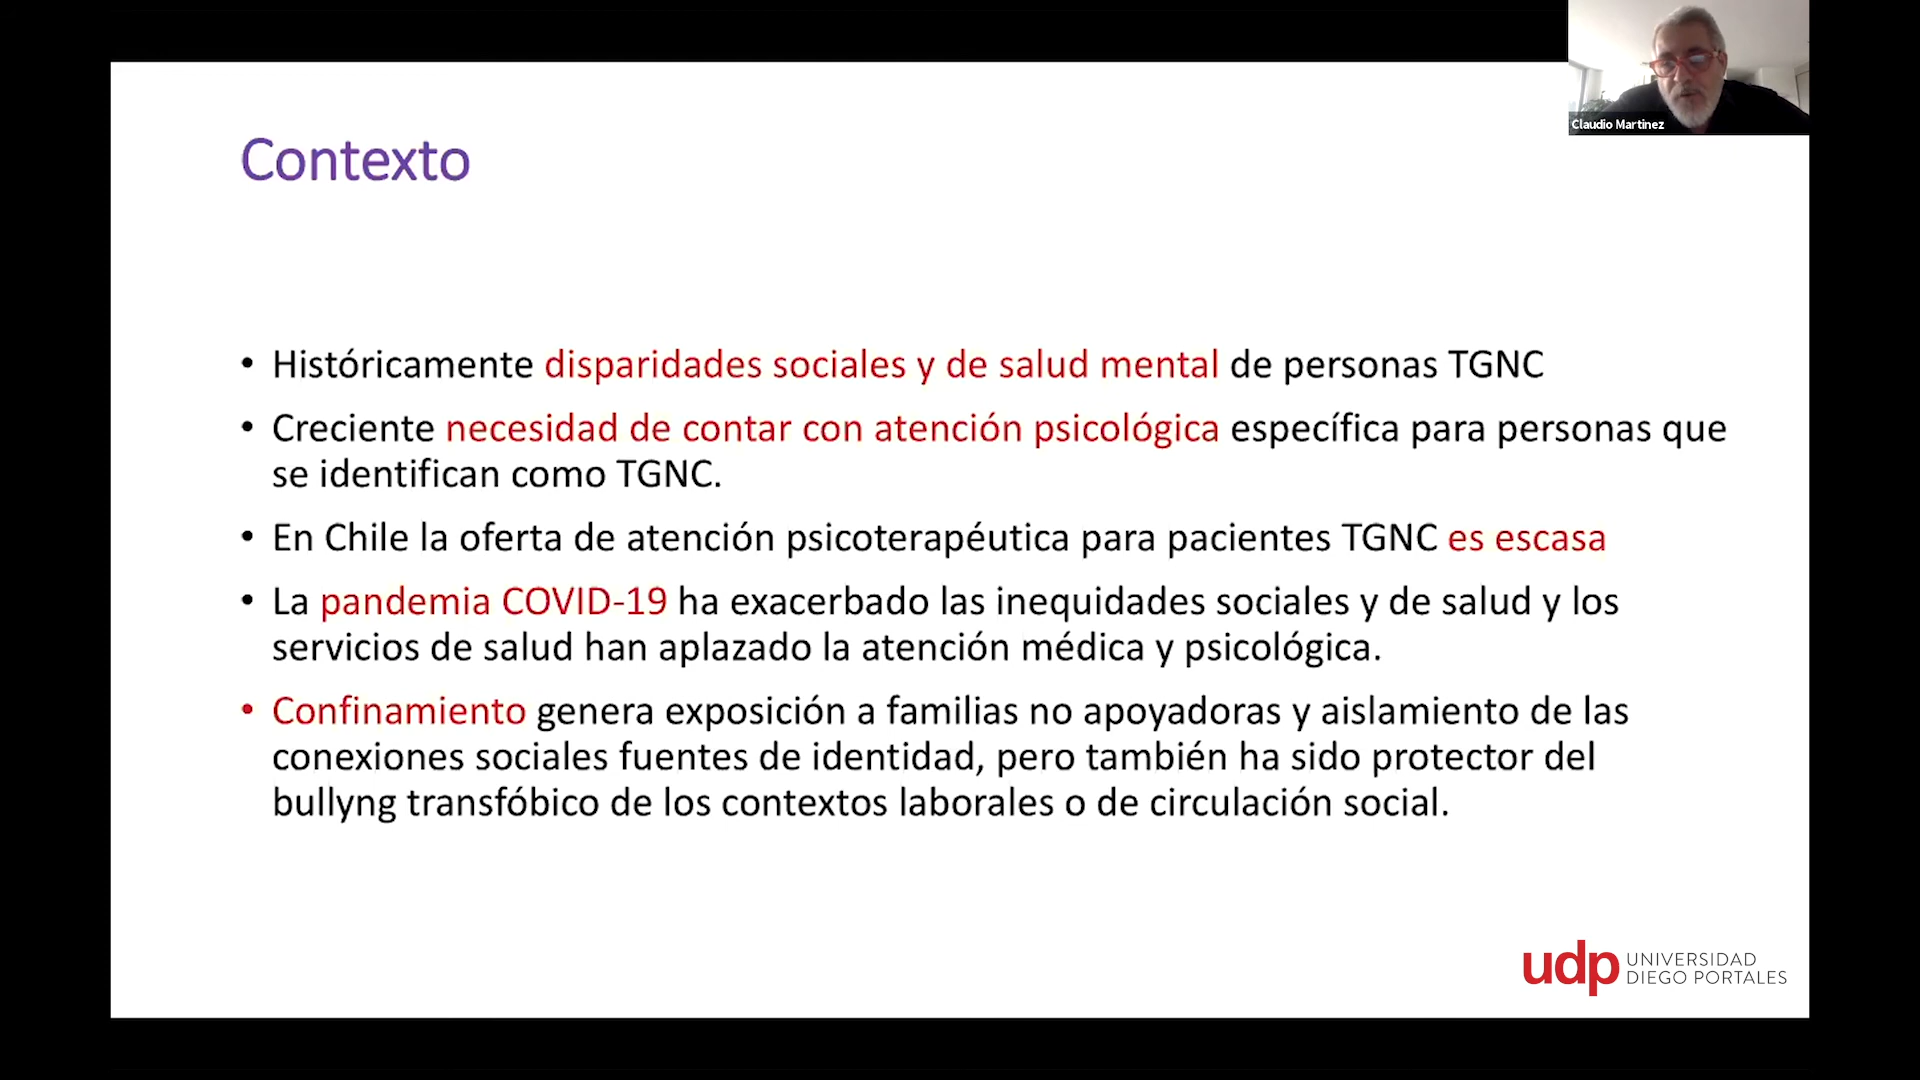 Claudio Martinez
Contexto
• Históricamente disparidades sociales y de salud mental de personas TGNC
• Creciente necesidad de contar con atención psicológica específica para personas que
se identifican como TGNC.
• En Chile la oferta de atención psicoterapéutica para pacientes TGNC es escasa
• La pandemia COVID-19 ha exacerbado las inequidades sociales y de salud y los
servicios de salud han aplazado la atención médica y psicológica.
• Confinamiento genera exposición a familias no apoyadoras y aislamiento de las
conexiones sociales fuentes de identidad, pero también ha sido protector del
bullyng transfóbico de los contextos laborales o de circulación social.
udp UNIVERSIDAD
DIEGO PORTALES